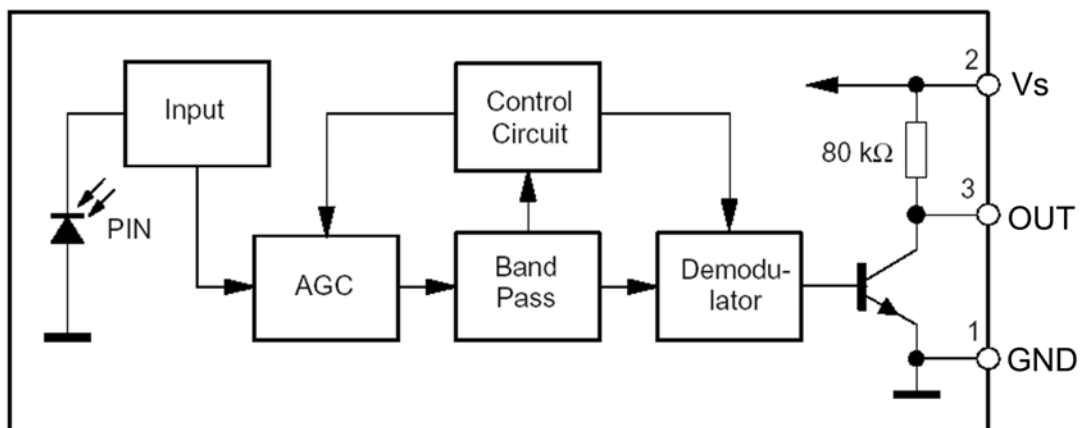 Input
PIN
AGC
Control
Circuit
Band
Pass
Demodu-
lator
80 kΩ
2
Vs
3
OUT
1
GND